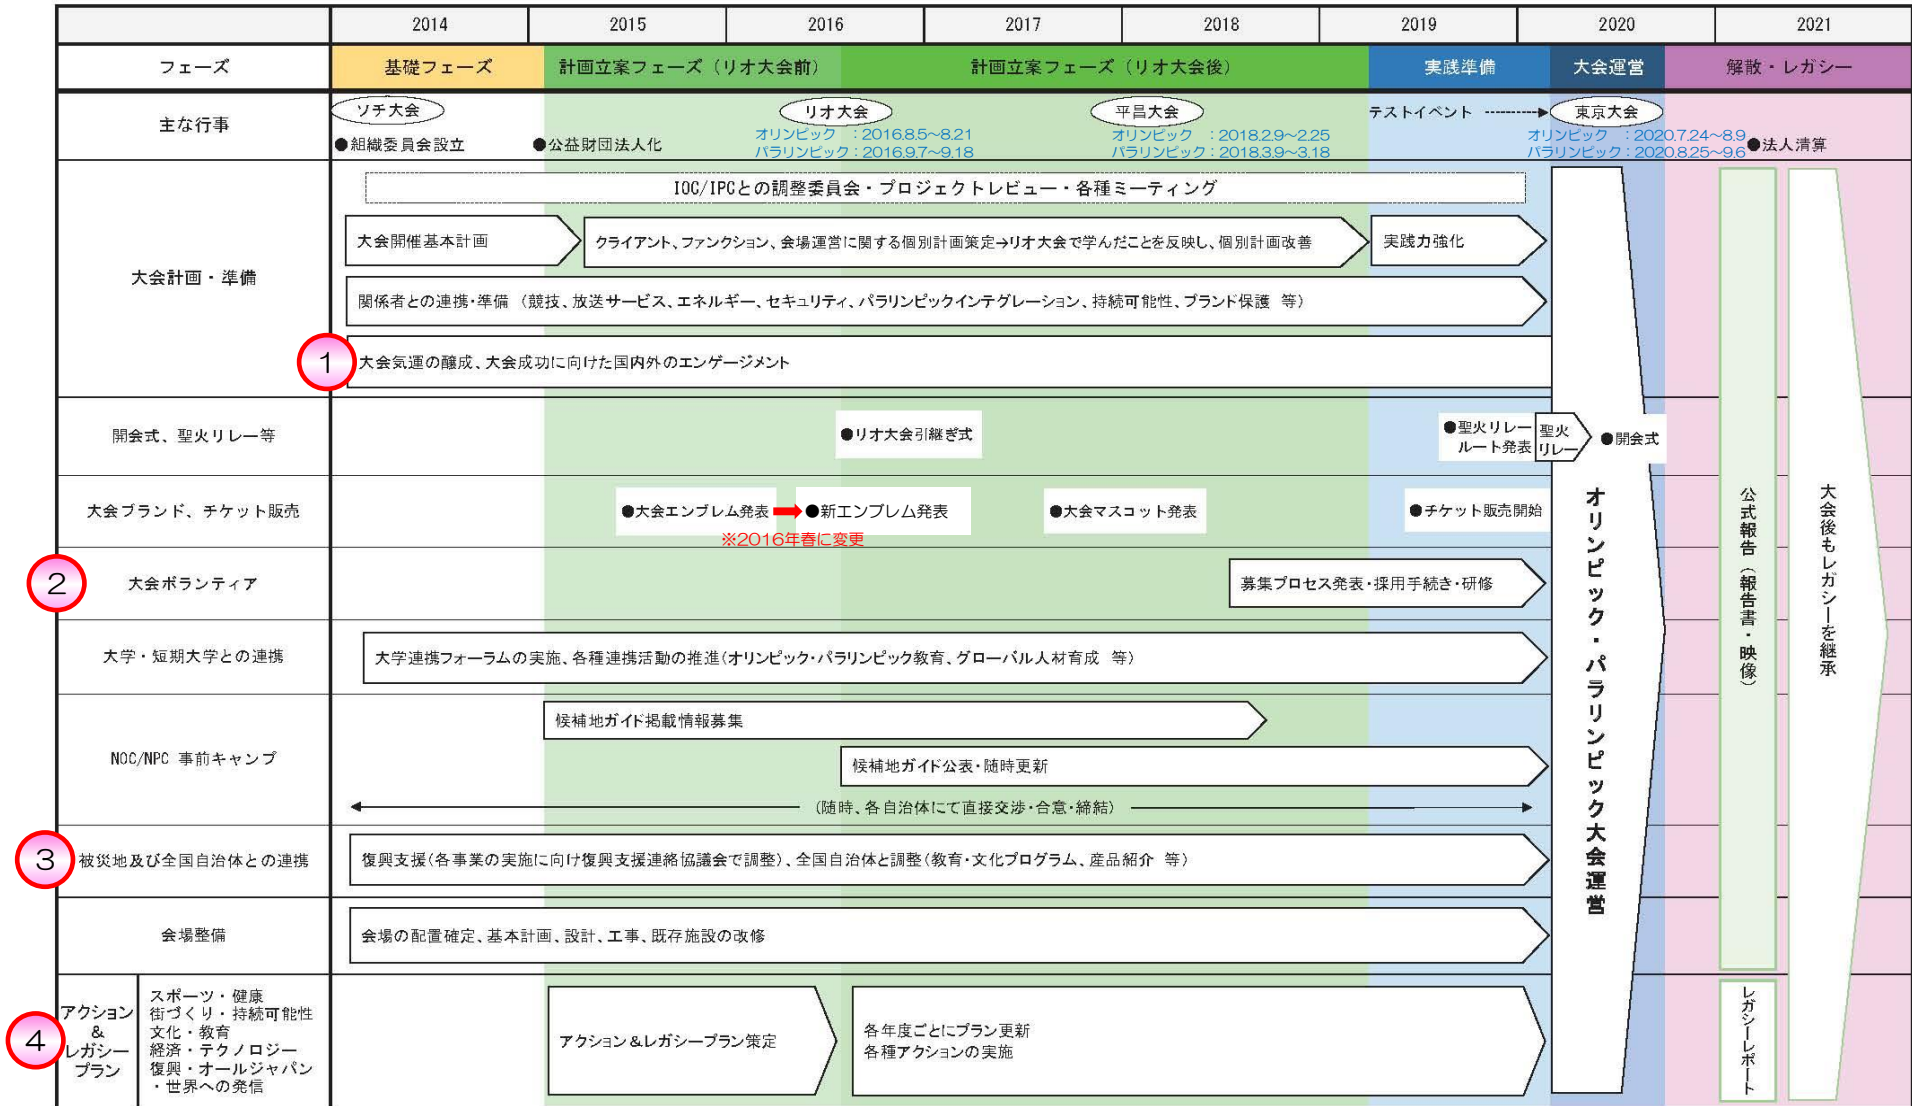 2014
2015
2016
2017
2018
2019
2020
2021
フェーズ
基礎フェーズ
計画立案フェーズ（リオ大会前）
計画立案フェーズ（リオ大会後）
実践準備
大会運営
解散・レガシー
主な行事
ソチ大会
●組織委員会設立
●公益財団法人化
リオ大会
オリンピック　：2016.8.5～8.21
パラリンピック：2016.9.7～9.18
平昌大会
オリンピック　：2018.2.9～2.25
パラリンピック：2018.3.9～3.18
テストイベント
東京大会
オリンピック　：2020.7.24～8.9
パラリンピック：2020.8.25～9.6
●法人清算
大会計画・準備
IOC/IPCとの調整委員会・プロジェクトレビュー・各種ミーティング
大会開催基本計画
クライアント、ファンクション、会場運営に関する個別計画策定→リオ大会で学んだことを反映し、個別計画改善
実践力強化
関係者との連携・準備（競技、放送サービス、エネルギー、セキュリティ、パラリンピックインテグレーション、持続可能性、ブランド保護 等）
①
大会気運の醸成、大会成功に向けた国内外のエンゲージメント
開会式、聖火リレー等
●リオ大会引継ぎ式
●聖火リレー
ルート発表
聖火
リレー
●開会式
大会ブランド、チケット販売
●大会エンブレム発表
●新エンブレム発表
※2016年春に変更
●大会マスコット発表
●チケット販売開始
②
大会ボランティア
募集プロセス発表・採用手続き・研修
大学・短期大学との連携
大学連携フォーラムの実施、各種連携活動の推進（オリンピック・パラリンピック教育、グローバル人材育成 等）
NOC/NPC 事前キャンプ
候補地ガイド掲載情報募集
候補地ガイド公表・随時更新
（随時、各自治体にて直接交渉・合意・締結）
③
被災地及び全国自治体との連携
復興支援（各事業の実施に向け復興支援連絡協議会で調整）、全国自治体と調整（教育・文化プログラム、産品紹介 等）
会場整備
会場の配置確定、基本計画、設計、工事、既存施設の改修
④
アクション
&
レガシー
プラン
スポーツ・健康
街づくり・持続可能性
文化・教育
経済・テクノロジー
復興・オールジャパン
・世界への発信
アクション＆レガシープラン策定
各年度ごとにプラン更新
各種アクションの実施
オリンピック・パラリンピック大会運営
公式報告（報告書・映像）
レガシーレポート
大会後もレガシーを継承